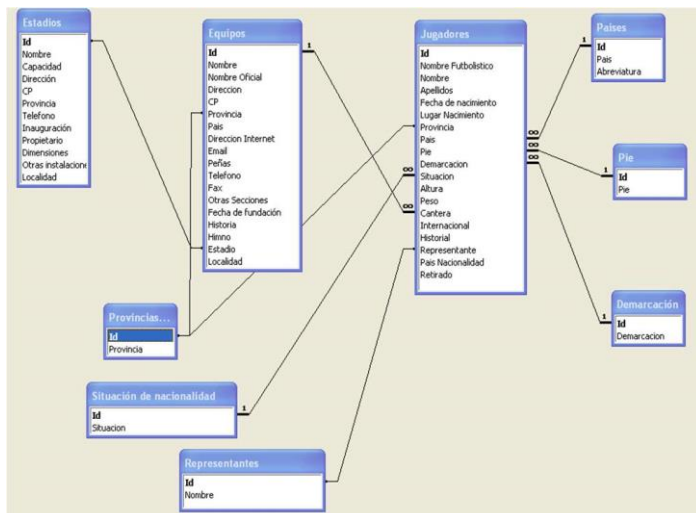 Estadios
Id
Nombre
Capacidad
Dirección
CP
Provincia
Telefono
Inauguración
Propietario
Dimensiones
Otras instalacione
Localidad
Equipos
Id
Nombre
Nombre Oficial
Direccion
CP
Provincia
Pais
Direccion Internet
Email
Peñas
Telefono
Fax
Otras Secciones
Fecha de fundación
Historia
Himno
Estadio
Localidad
1
Jugadores
Id
Nombre Futbolistico
Nombre
Apellidos
Fecha de nacimiento
Lugar Nacimiento
Provincia
Pais
Pie
Demarcacion
Situacion
Altura
Peso
Cantera
Internacional
Historial
Representante
Pais Nacionalidad
Retirado
∞
∞
∞
∞
∞
Paises
1
Id
Pais
Abreviatura
Pie
1
Id
Pie
Demarcación
1
Id
Demarcacion
Provincias...
Id
Provincia
Situación de nacionalidad
Id
Situacion
1
Representantes
Id
Nombre